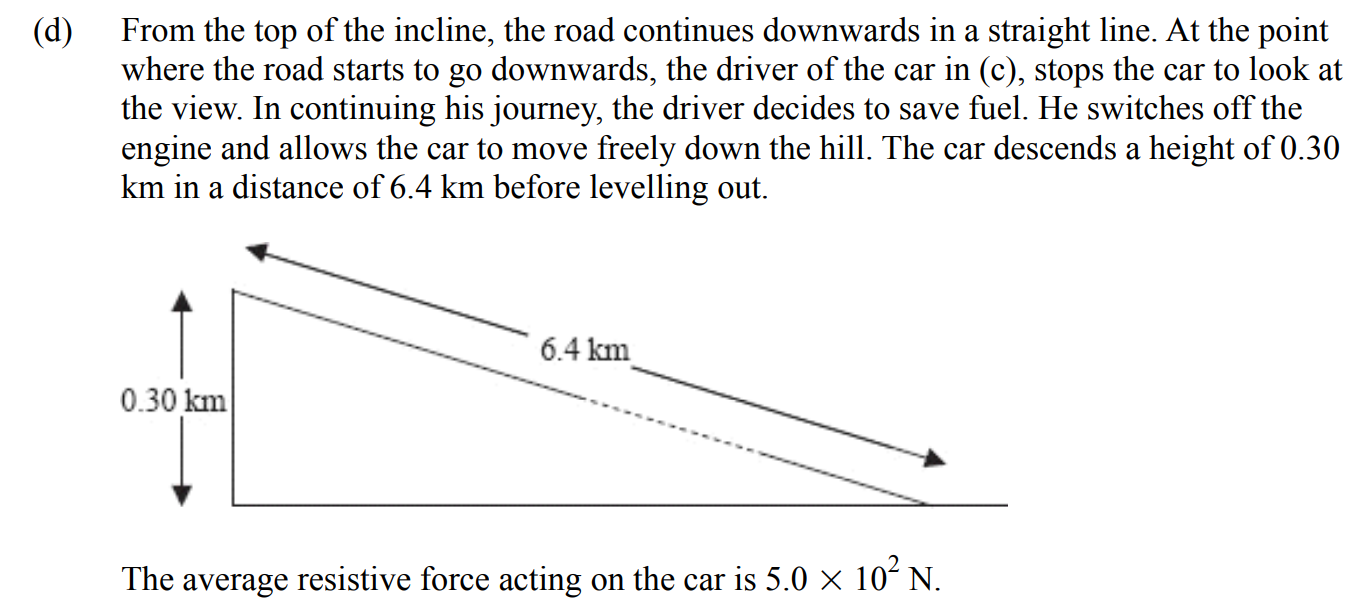 (d) From the top of the incline, the road continues downwards in a straight line. At the point
where the road starts to go downwards, the driver of the car in (c), stops the car to look at
the view. In continuing his journey, the driver decides to save fuel. He switches off the
engine and allows the car to move freely down the hill. The car descends a height of 0.30
km in a distance of 6.4 km before levelling out.
6.4 km
0.30 km
The average resistive force acting on the car is 5.0 × 10² N.